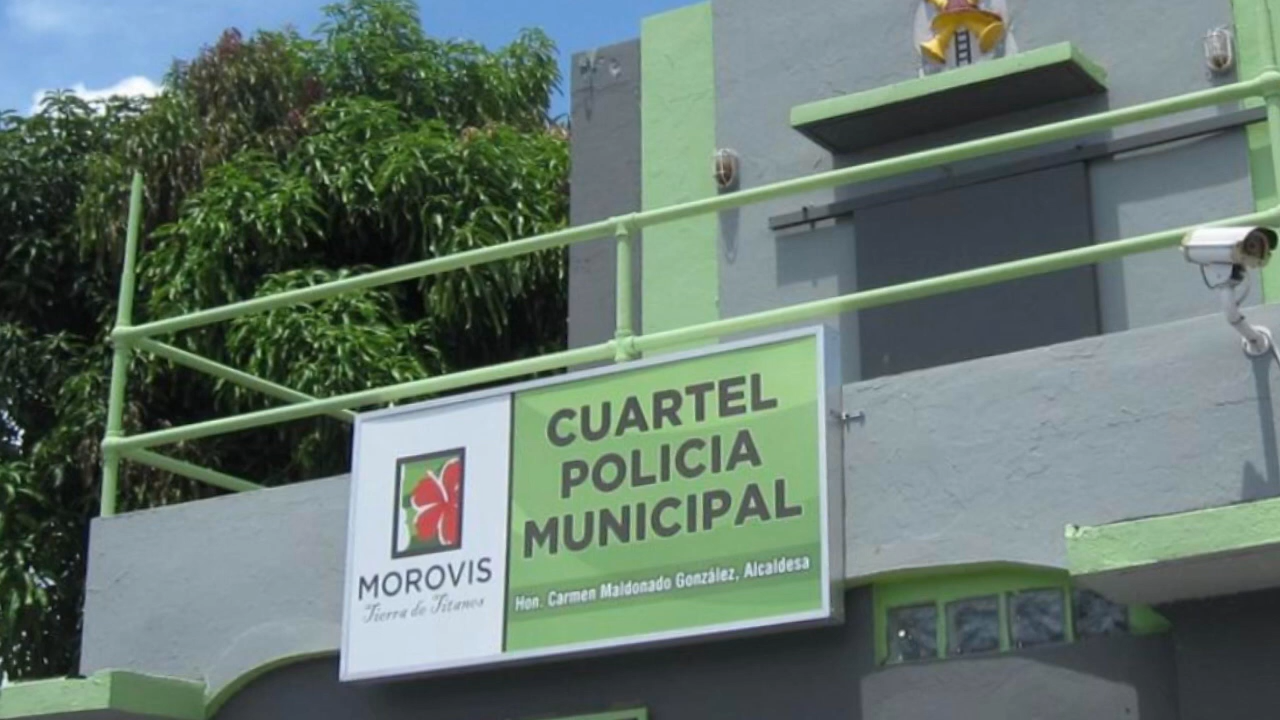 MOROVIS
Tierra de Titanes
CUARTEL
POLICIA
MUNICIPAL
Hon. Carmen Maldonado González, Alcaldesa